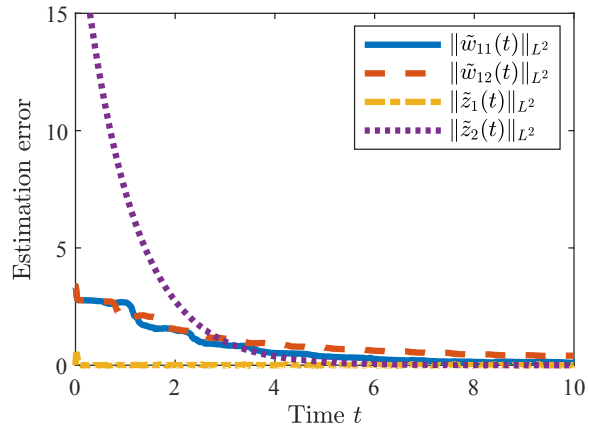 15
10
5
0
0
2
4
6
8
10
Estimation error
Time t
‖w̃₁₁(t)‖_{L²}
‖w̃₁₂(t)‖_{L²}
‖z̃₁(t)‖_{L²}
‖z̃₂(t)‖_{L²}